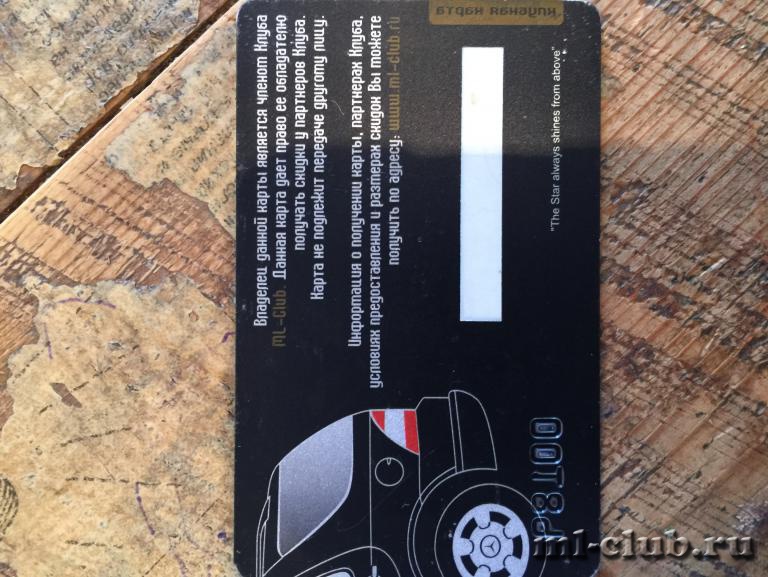 Владелец данной карты является членом Клуба
ML-Club. Данная карта дает право ее обладателю
получать скидки у партнеров Клуба.
Карта не подлежит передаче другому лицу.
Информация о получении карты, партнерах Клуба,
условиях предоставления и размерах скидок Вы можете
получить по адресу: www.ml-club.ru
клубная карта
"The Star always shines from above"
ml-club.ru